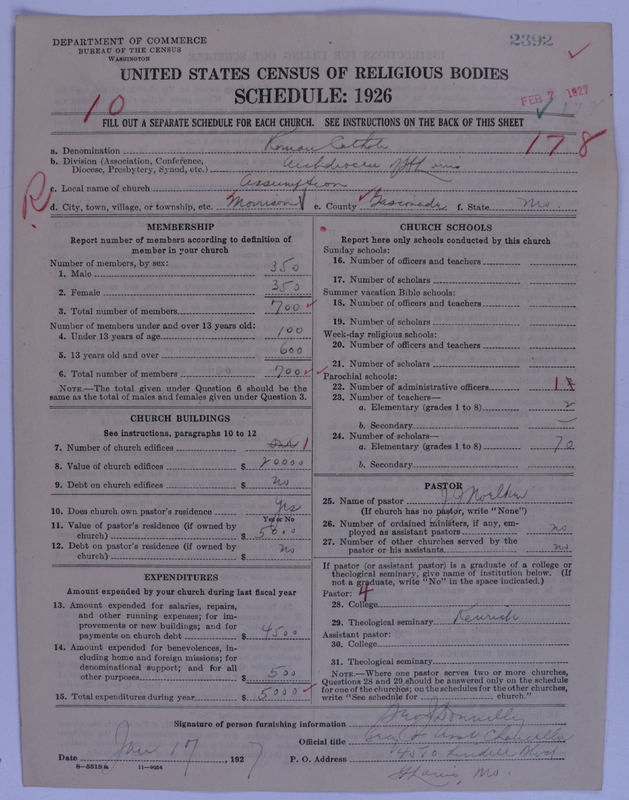 DEPARTMENT OF COMMERCE
BUREAU OF THE CENSUS
WASHINGTON
2392
UNITED STATES CENSUS OF RELIGIOUS BODIES
SCHEDULE: 1926
FEB 7 1927
10
FILL OUT A SEPARATE SCHEDULE FOR EACH CHURCH. SEE INSTRUCTIONS ON THE BACK OF THIS SHEET
178
a. Denomination Roman Catholic
b. Division (Association, Conference, Diocese, Presbytery, Synod, etc.) Archdiocese of St Louis
c. Local name of church Assumption
R
d. City, town, village, or township, etc. Morrison e. County Gasconade f. State Mo.
MEMBERSHIP
Report number of members according to definition of member in your church
Number of members, by sex:
1. Male 350
2. Female 350
3. Total number of members 700
Number of members under and over 13 years old:
4. Under 13 years of age 100
5. 13 years old and over 600
6. Total number of members 700
NOTE.—The total given under Question 6 should be the same as the total of males and females given under Question 3.
CHURCH BUILDINGS
See instructions, paragraphs 10 to 12
7. Number of church edifices 1
8. Value of church edifices $ 20000
9. Debt on church edifices $ no
10. Does church own pastor's residence yes
Yes or No
11. Value of pastor's residence (if owned by church) $ 5000
12. Debt on pastor's residence (if owned by church) $ no
EXPENDITURES
Amount expended by your church during last fiscal year
13. Amount expended for salaries, repairs, and other running expenses; for improvements or new buildings; and for payments on church debt $ 4500
14. Amount expended for benevolences, including home and foreign missions; for denominational support; and for all other purposes $ 500
15. Total expenditures during year $ 5000
CHURCH SCHOOLS
Report here only schools conducted by this church
Sunday schools:
16. Number of officers and teachers
17. Number of scholars
Summer vacation Bible schools:
18. Number of officers and teachers
19. Number of scholars
Week-day religious schools:
20. Number of officers and teachers
21. Number of scholars
Parochial schools:
22. Number of administrative officers 1
23. Number of teachers—
a. Elementary (grades 1 to 8) 2
b. Secondary –
24. Number of scholars—
a. Elementary (grades 1 to 8) 70
b. Secondary
PASTOR
25. Name of pastor
(If church has no pastor, write "None")
26. Number of ordained ministers, if any, employed as assistant pastors no
27. Number of other churches served by the pastor or his assistants no
If pastor (or assistant pastor) is a graduate of a college or theological seminary, give name of institution below. (If not a graduate, write "No" in the space indicated.)
Pastor: 4
28. College
29. Theological seminary Kenrick
Assistant pastor:
30. College
31. Theological seminary
NOTE.—Where one pastor serves two or more churches, Questions 28 and 29 should be answered only on the schedule for one of the churches; on the schedules for the other churches, write "See schedule for church."
Signature of person furnishing information Jno J Donnelly
Official title
Date Jan 17, 1927 P. O. Address Lindell Blvd
St Louis, Mo.
8—5518a 11—9034